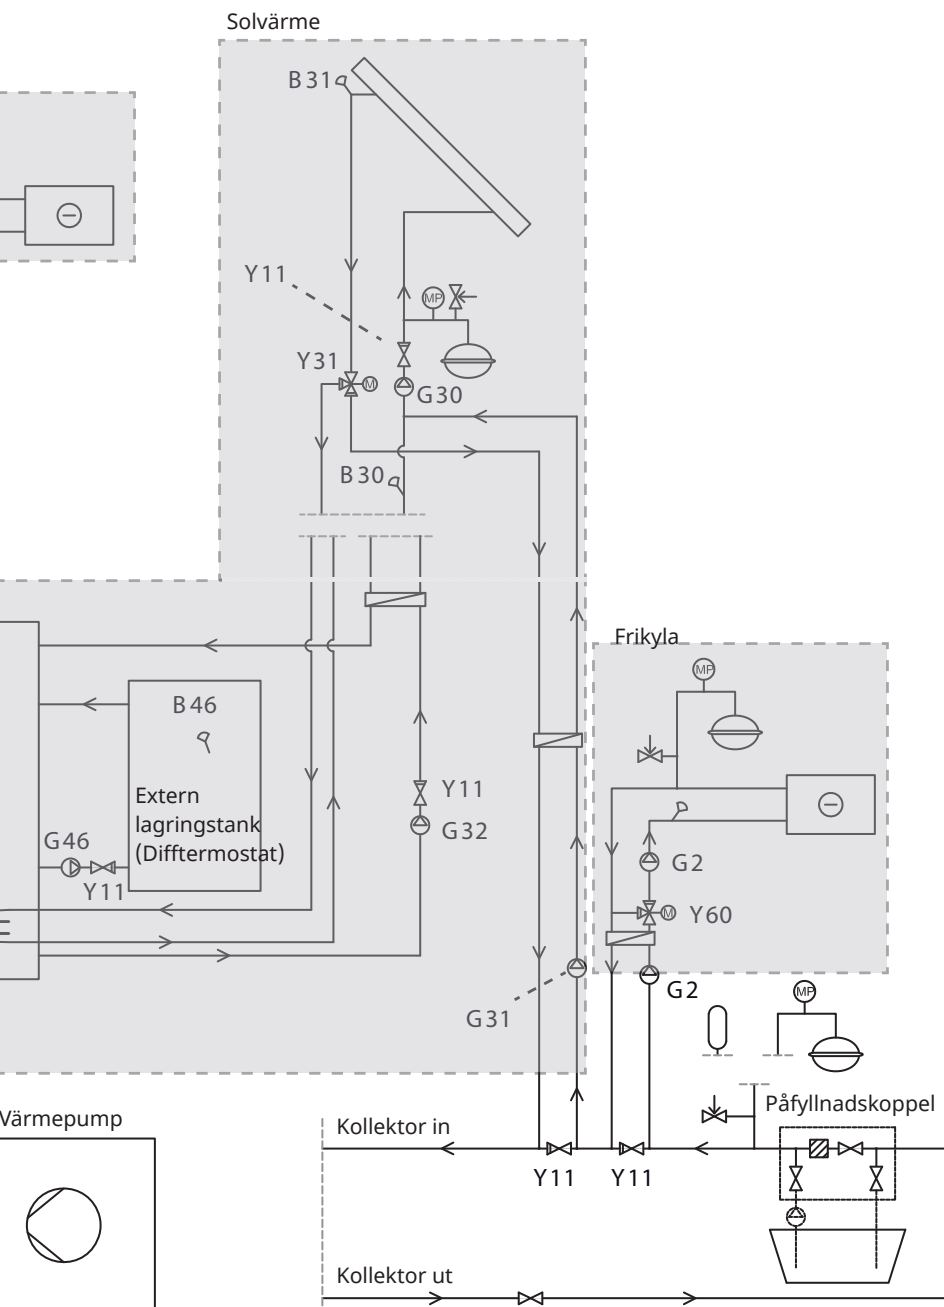 Solvärme
B31
Y11
MP
Y31
M
G30
B30
Frikyla
MP
B46
Extern
lagringstank
(Difftermostat)
Y11
G32
G46
Y11
G2
M
Y60
G2
G31
MP
Värmepump
Kollektor in
Påfyllnadskoppel
Y11
Y11
Kollektor ut